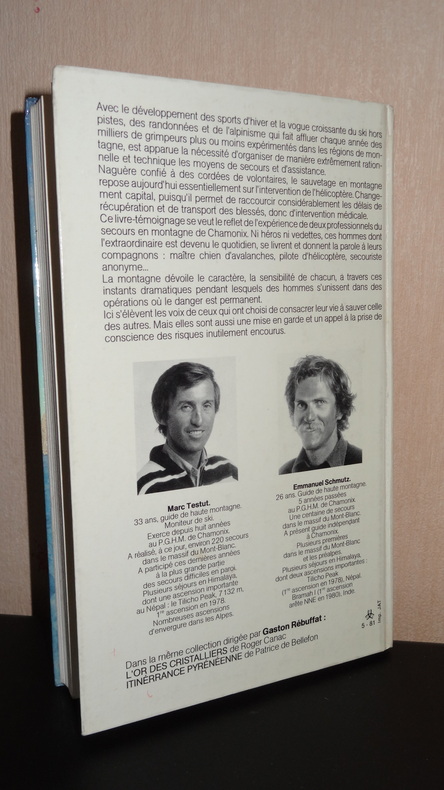 Avec le développement des sports d'hiver et la vogue croissante du ski hors
pistes, des randonnées et de l'alpinisme qui fait affluer chaque année des
milliers de grimpeurs plus ou moins expérimentés dans les régions de mon-
tagne, est apparue la nécessité d'organiser de manière extrêmement ration-
nelle et technique les moyens de secours et d'assistance.
Naguère confié à des cordées de volontaires, le sauvetage en montagne
repose aujourd'hui essentiellement sur l'intervention de l'hélicoptère. Change-
ment capital, puisqu'il permet de raccourcir considérablement les délais de
récupération et de transport des blessés, donc d'intervention médicale.
Ce livre-témoignage se veut le reflet de l'expérience de deux professionnels du
secours en montagne de Chamonix. Ni héros ni vedettes, ces hommes dont
l'extraordinaire est devenu le quotidien, se livrent et donnent la parole à leurs
compagnons : maître chien d'avalanches, pilote d'hélicoptère, secouriste
anonyme...
La montagne dévoile le caractère, la sensibilité de chacun, à travers ces
instants dramatiques pendant lesquels des hommes s'unissent dans des
opérations où le danger est permanent.
Ici s'élèvent les voix de ceux qui ont choisi de consacrer leur vie à sauver celle
des autres. Mais elles sont aussi une mise en garde et un appel à la prise de
conscience des risques inutilement encourus.
Marc Testut.
33 ans, guide de haute montagne.
Moniteur de ski.
Exerce depuis huit années
au P.G.H.M. de Chamonix.
A réalisé, à ce jour, environ 220 secours
dans le massif du Mont-Blanc.
A participé ces dernières années
à la plus grande partie
des secours difficiles en paroi.
Plusieurs séjours en Himalaya,
dont une ascension importante
au Népal : le Tilicho Peak, 7 132 m,
1re ascension en 1978.
Nombreuses ascensions
d'envergure dans les Alpes.
Emmanuel Schmutz.
26 ans. Guide de haute montagne.
5 années passées
au P.G.H.M. de Chamonix.
Une centaine de secours
dans le massif du Mont-Blanc.
A présent guide indépendant
à Chamonix.
Plusieurs premières
dans le massif du Mont-Blanc
et les préalpes.
Plusieurs séjours en Himalaya,
dont deux ascensions importantes :
Tilicho Peak
(1re ascension en 1978), Népal.
Bramah I (1re ascension
arête NNE en 1980), Inde.
Dans la même collection dirigée par Gaston Rébuffat :
L'OR DES CRISTALLIERS de Roger Canac
ITINÉRRANCE PYRÉNÉENNE de Patrice de Bellefon
5 - 81